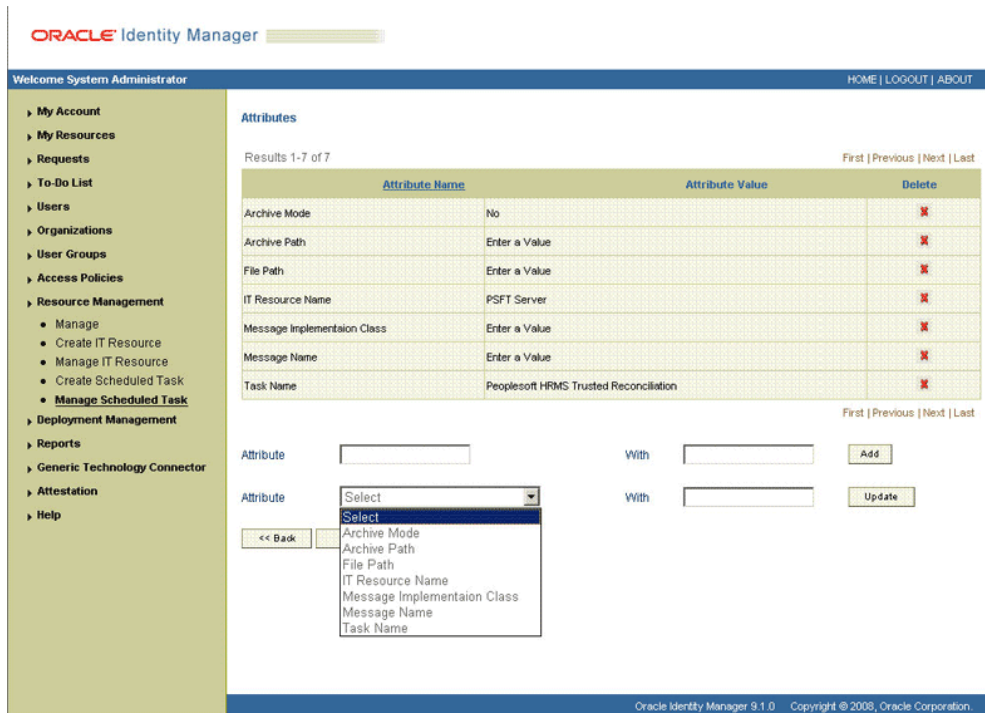 ORACLE Identity Manager
Welcome System Administrator
HOME | LOGOUT | ABOUT
My Account
My Resources
Requests
To-Do List
Users
Organizations
User Groups
Access Policies
Resource Management
Manage
Create IT Resource
Manage IT Resource
Create Scheduled Task
Manage Scheduled Task
Deployment Management
Reports
Generic Technology Connector
Attestation
Help
Attributes
Results 1-7 of 7
First | Previous | Next | Last
Attribute Name Attribute Value Delete
Archive Mode No
Archive Path Enter a Value
File Path Enter a Value
IT Resource Name PSFT Server
Message Implementaion Class Enter a Value
Message Name Enter a Value
Task Name Peoplesoft HRMS Trusted Reconciliation
First | Previous | Next | Last
Attribute With Add
Attribute Select With Update
<< Back
Select
Archive Mode
Archive Path
File Path
IT Resource Name
Message Implementaion Class
Message Name
Task Name
Oracle Identity Manager 9.1.0 Copyright © 2008, Oracle Corporation.